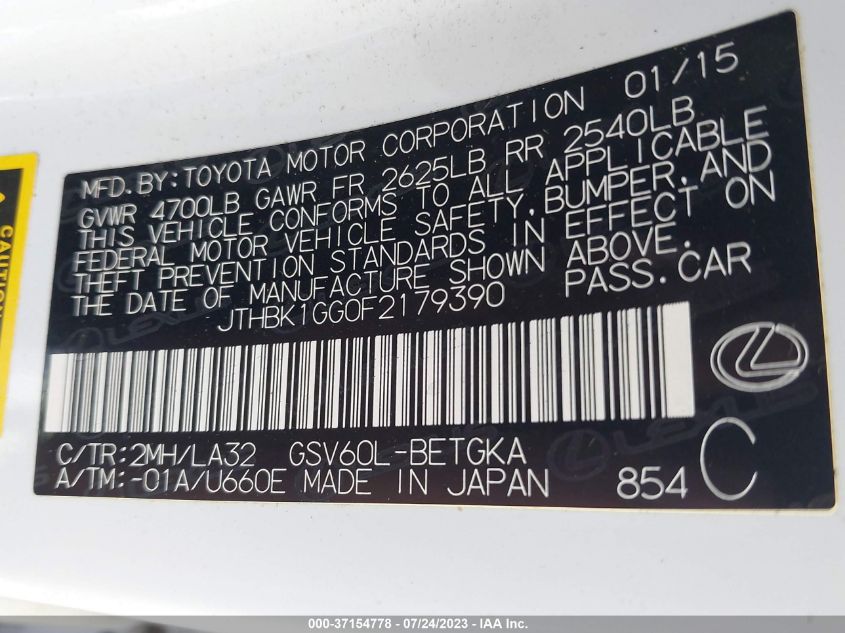 01/15
MFD. BY: TOYOTA MOTOR CORPORATION
GVWR 4700LB GAWR FR 2625LB RR 2540LB
THIS VEHICLE CONFORMS TO ALL APPLICABLE
FEDERAL MOTOR VEHICLE SAFETY, BUMPER, AND
THEFT PREVENTION STANDARDS IN EFFECT ON
THE DATE OF MANUFACTURE SHOWN ABOVE.
JTHBK1GG0F2179390 PASS. CAR
C/TR: 2MH/LA32 GSV60L-BETGKA
A/TM: -01A/U660E MADE IN JAPAN 854 C
CAUTION
000-37154778 - 07/24/2023 - IAA Inc.